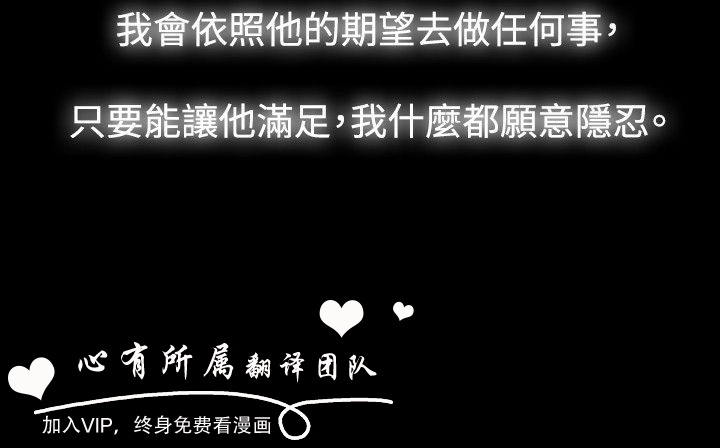 我會依照他的期望去做任何事，
只要能讓他滿足，我什麼都願意隱忍。
心有所属翻译团队
加入VIP，终身免费看漫画